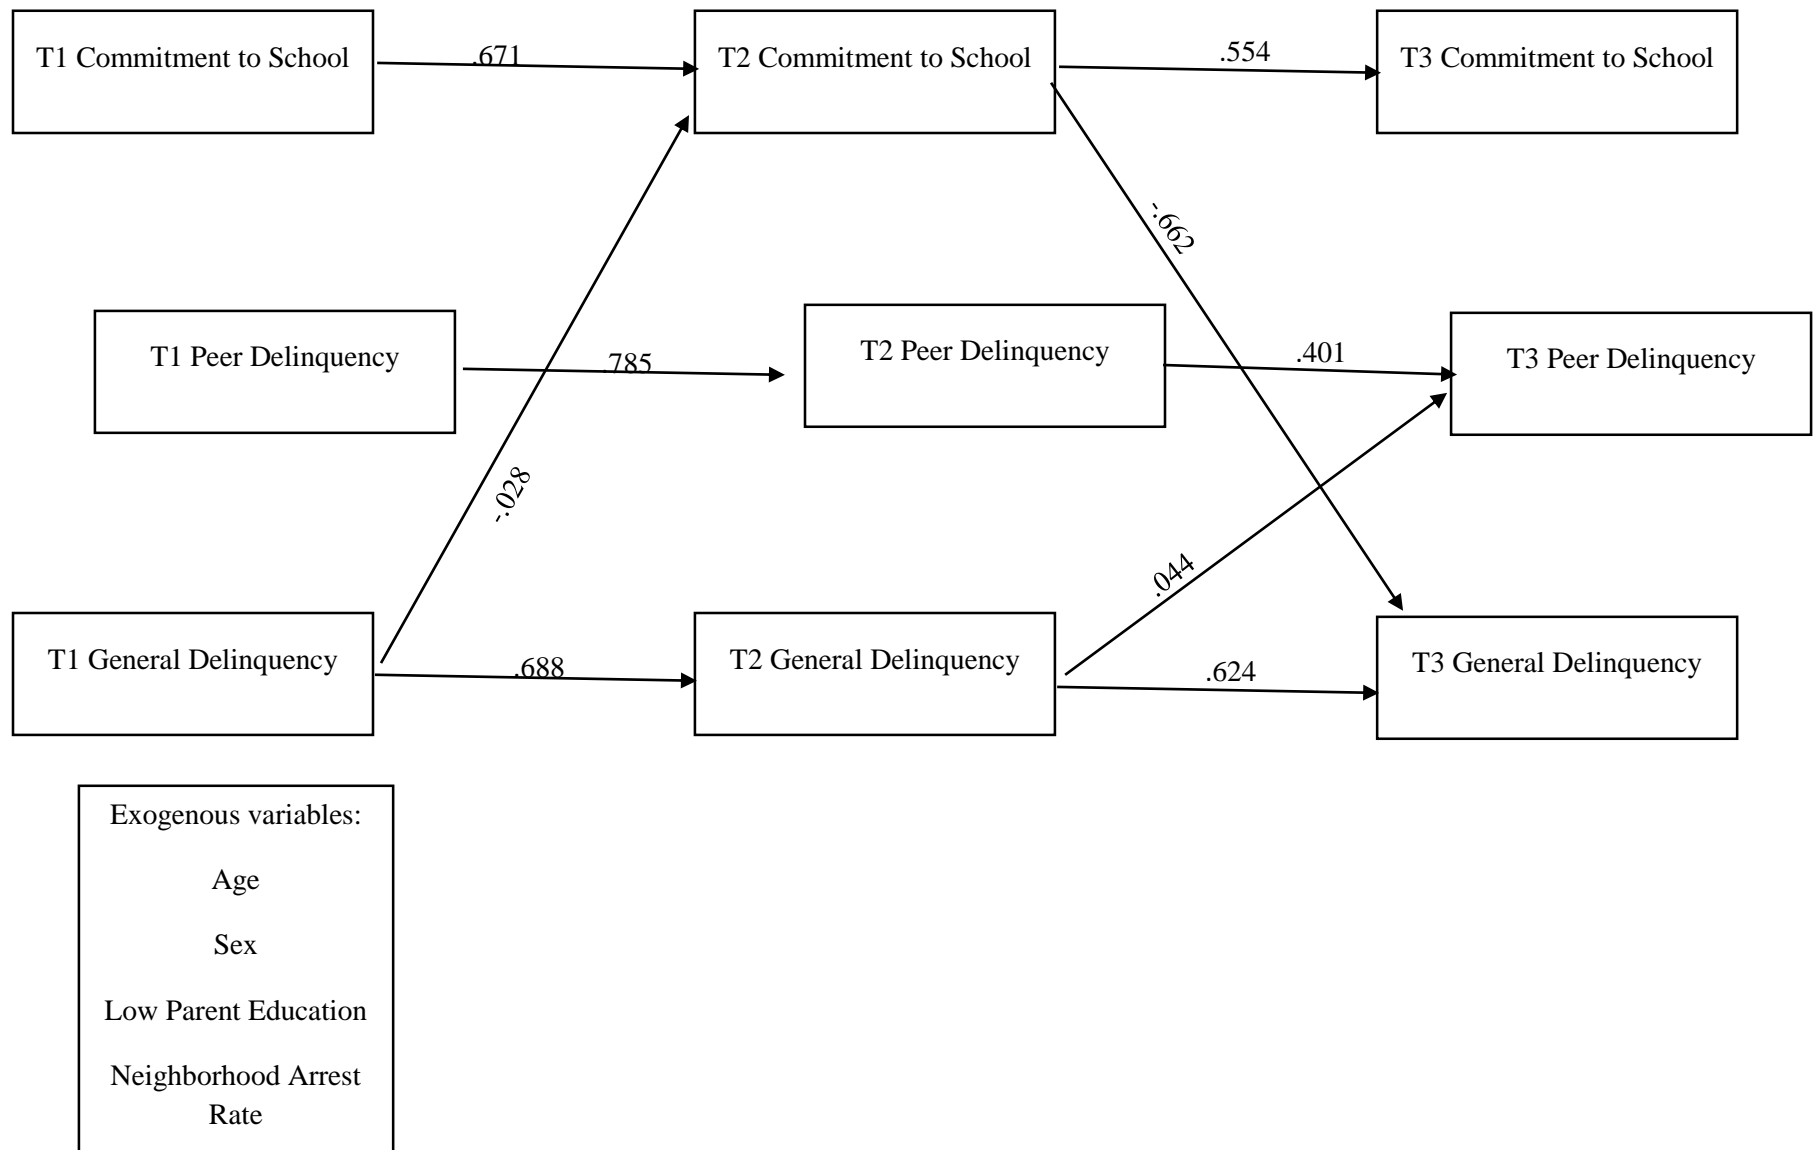 T1 Commitment to School
.671
T2 Commitment to School
.554
T3 Commitment to School
-.662
T1 Peer Delinquency
.785
T2 Peer Delinquency
.401
T3 Peer Delinquency
-.028
.044
T1 General Delinquency
.688
T2 General Delinquency
.624
T3 General Delinquency
Exogenous variables:
Age
Sex
Low Parent Education
Neighborhood Arrest
Rate